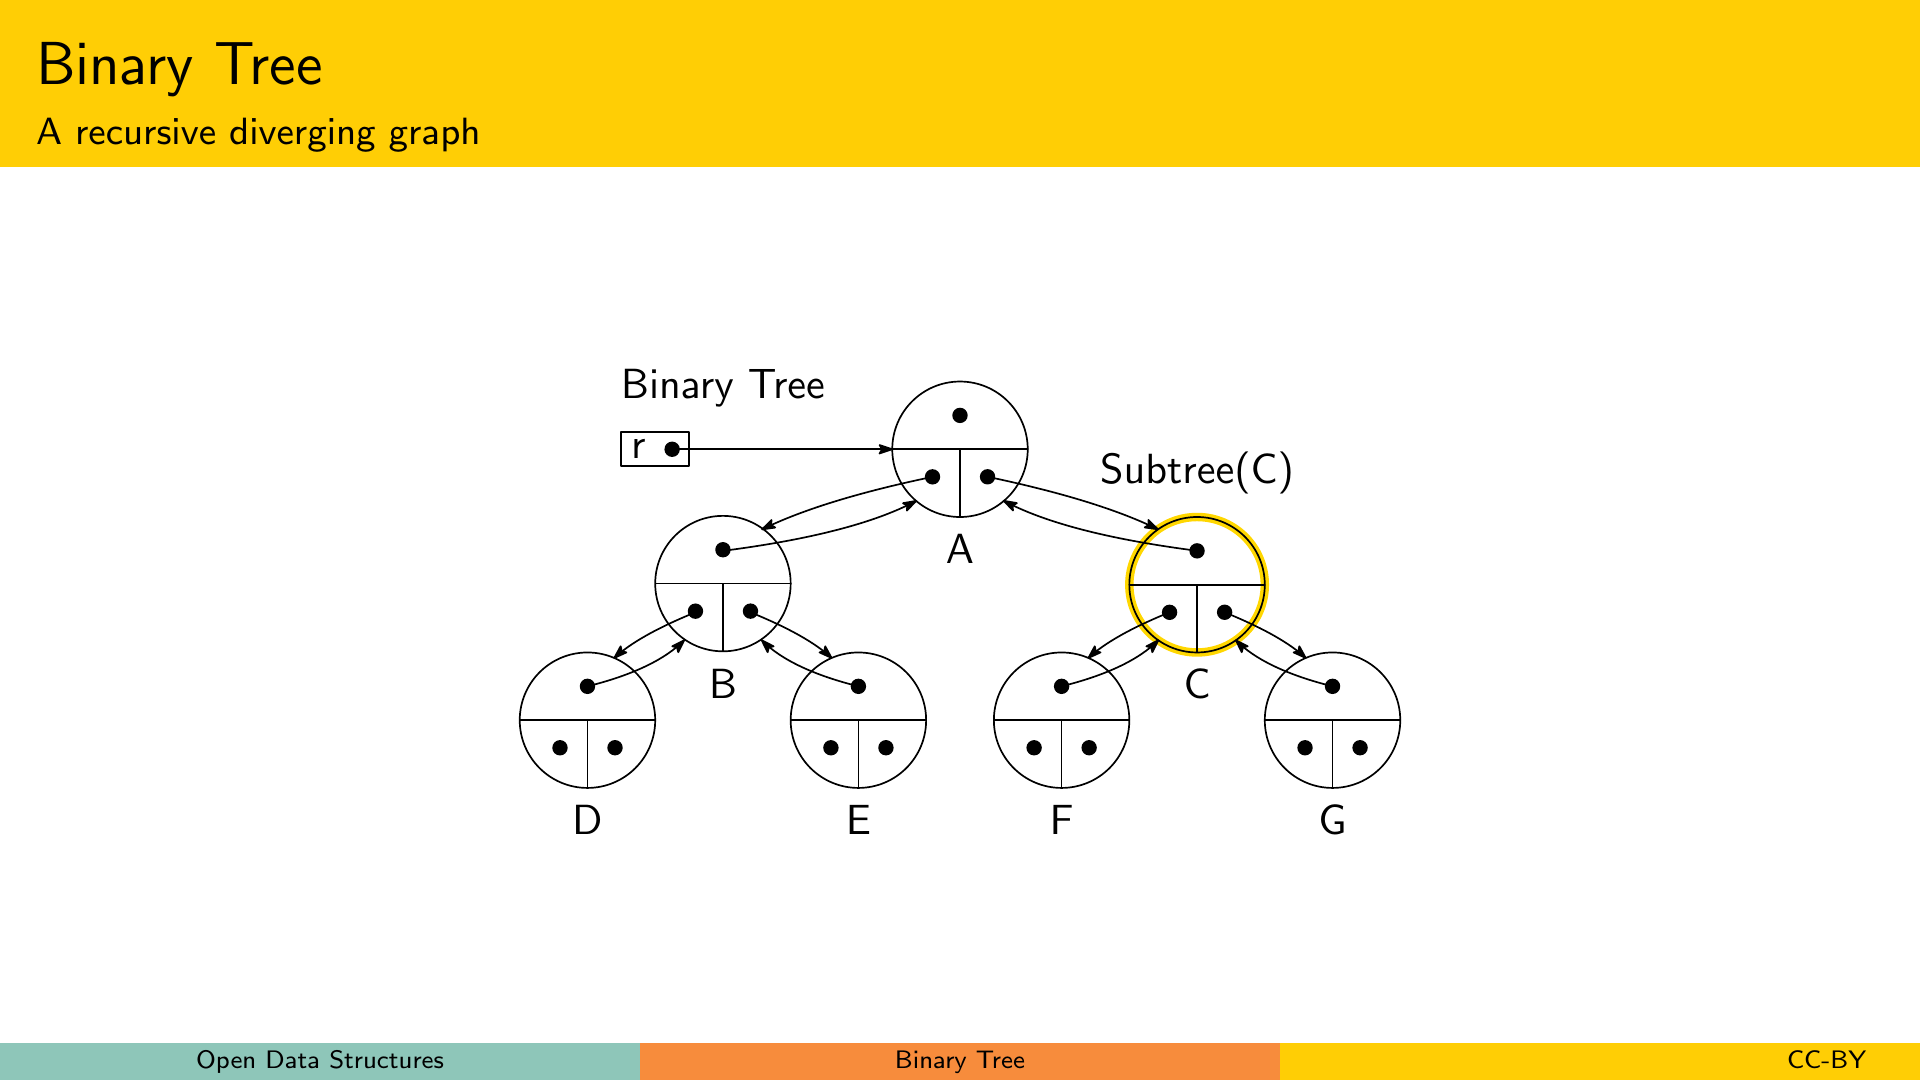 Binary Tree
A recursive diverging graph
Binary Tree
r
Subtree(C)
A
B
C
D
E
F
G
Open Data Structures
Binary Tree
CC-BY